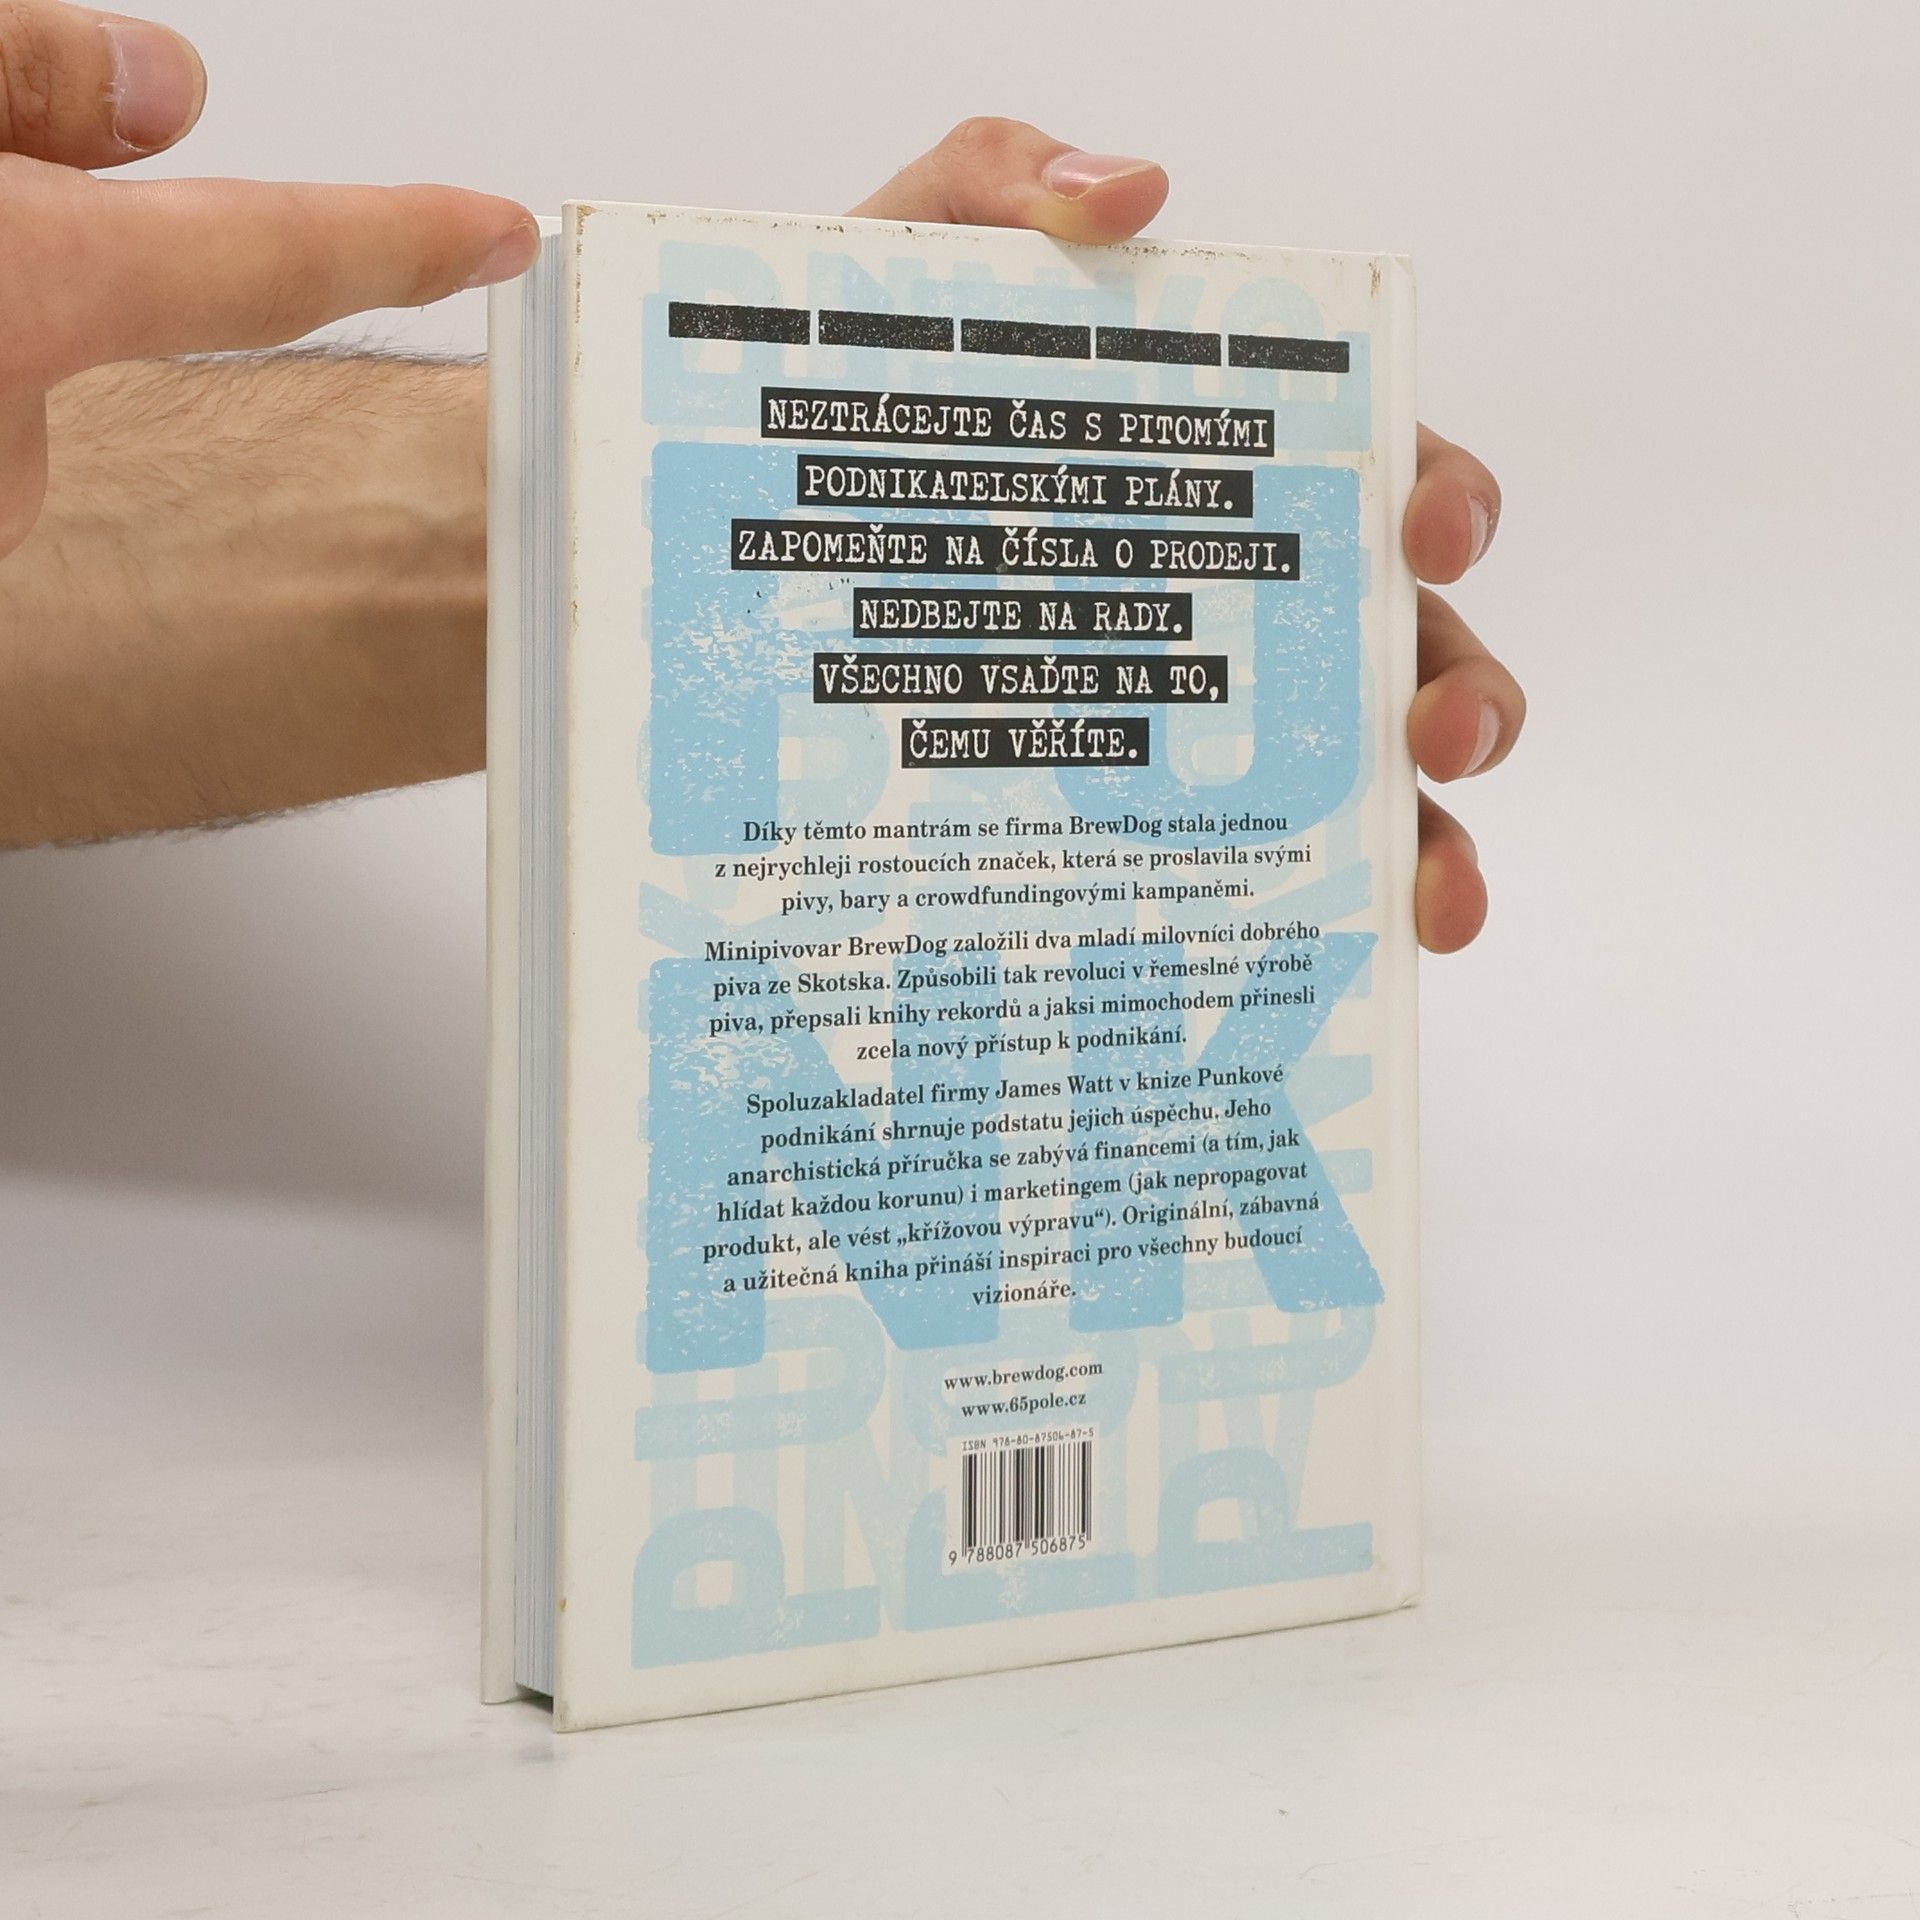 NEZTRÁCEJTE ČAS S PITOMÝMI
PODNIKATELSKÝMI PLÁNY.
ZAPOMEŇTE NA ČÍSLA O PRODEJI.
NEDBEJTE NA RADY.
VŠECHNO VSAĎTE NA TO,
ČEMU VĚŘÍTE.
Díky těmto mantrám se firma BrewDog stala jednou
z nejrychleji rostoucích značek, která se proslavila svými
pivy, bary a crowdfundingovými kampaněmi.
Minipivovar BrewDog založili dva mladí milovníci dobrého
piva ze Skotska. Způsobili tak revoluci v řemeslné výrobě
piva, přepsali knihy rekordů a jaksi mimochodem přinesli
zcela nový přístup k podnikání.
Spoluzakladatel firmy James Watt v knize Punkové
podnikání shrnuje podstatu jejich úspěchu. Jeho
anarchistická příručka se zabývá financemi (a tím, jak
hlídat každou korunu) i marketingem (jak nepropagovat
produkt, ale vést „křížovou výpravu“). Originální, zábavná
a užitečná kniha přináší inspiraci pro všechny budoucí
vizionáře.
www.brewdog.com
www.65pole.cz
ISBN 978-80-87506-87-5
9 788087 506875
PUNK